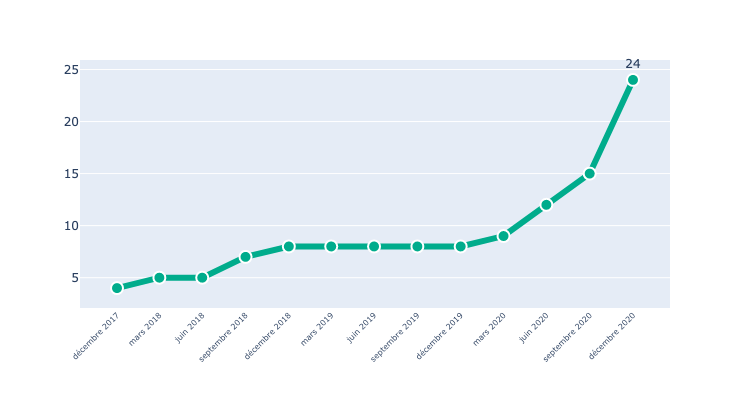 24
25
20
15
10
5
décembre 2017
mars 2018
juin 2018
septembre 2018
décembre 2018
mars 2019
juin 2019
septembre 2019
décembre 2019
mars 2020
juin 2020
septembre 2020
décembre 2020